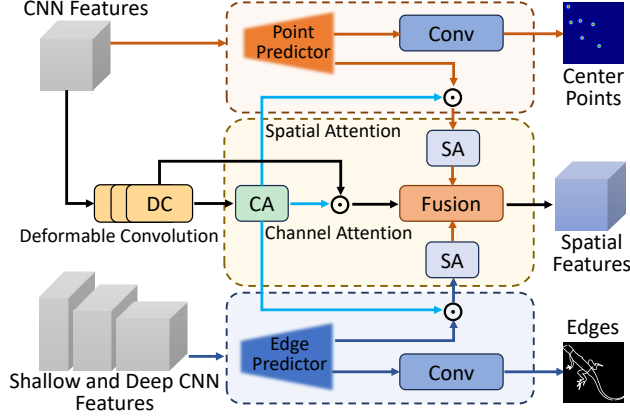 CNN Features
Point
Predictor
Conv
Center
Points
Spatial Attention
SA
DC
CA
Fusion
Deformable Convolution
Channel Attention
SA
Spatial
Features
Edge
Predictor
Edges
Conv
Shallow and Deep CNN
Features